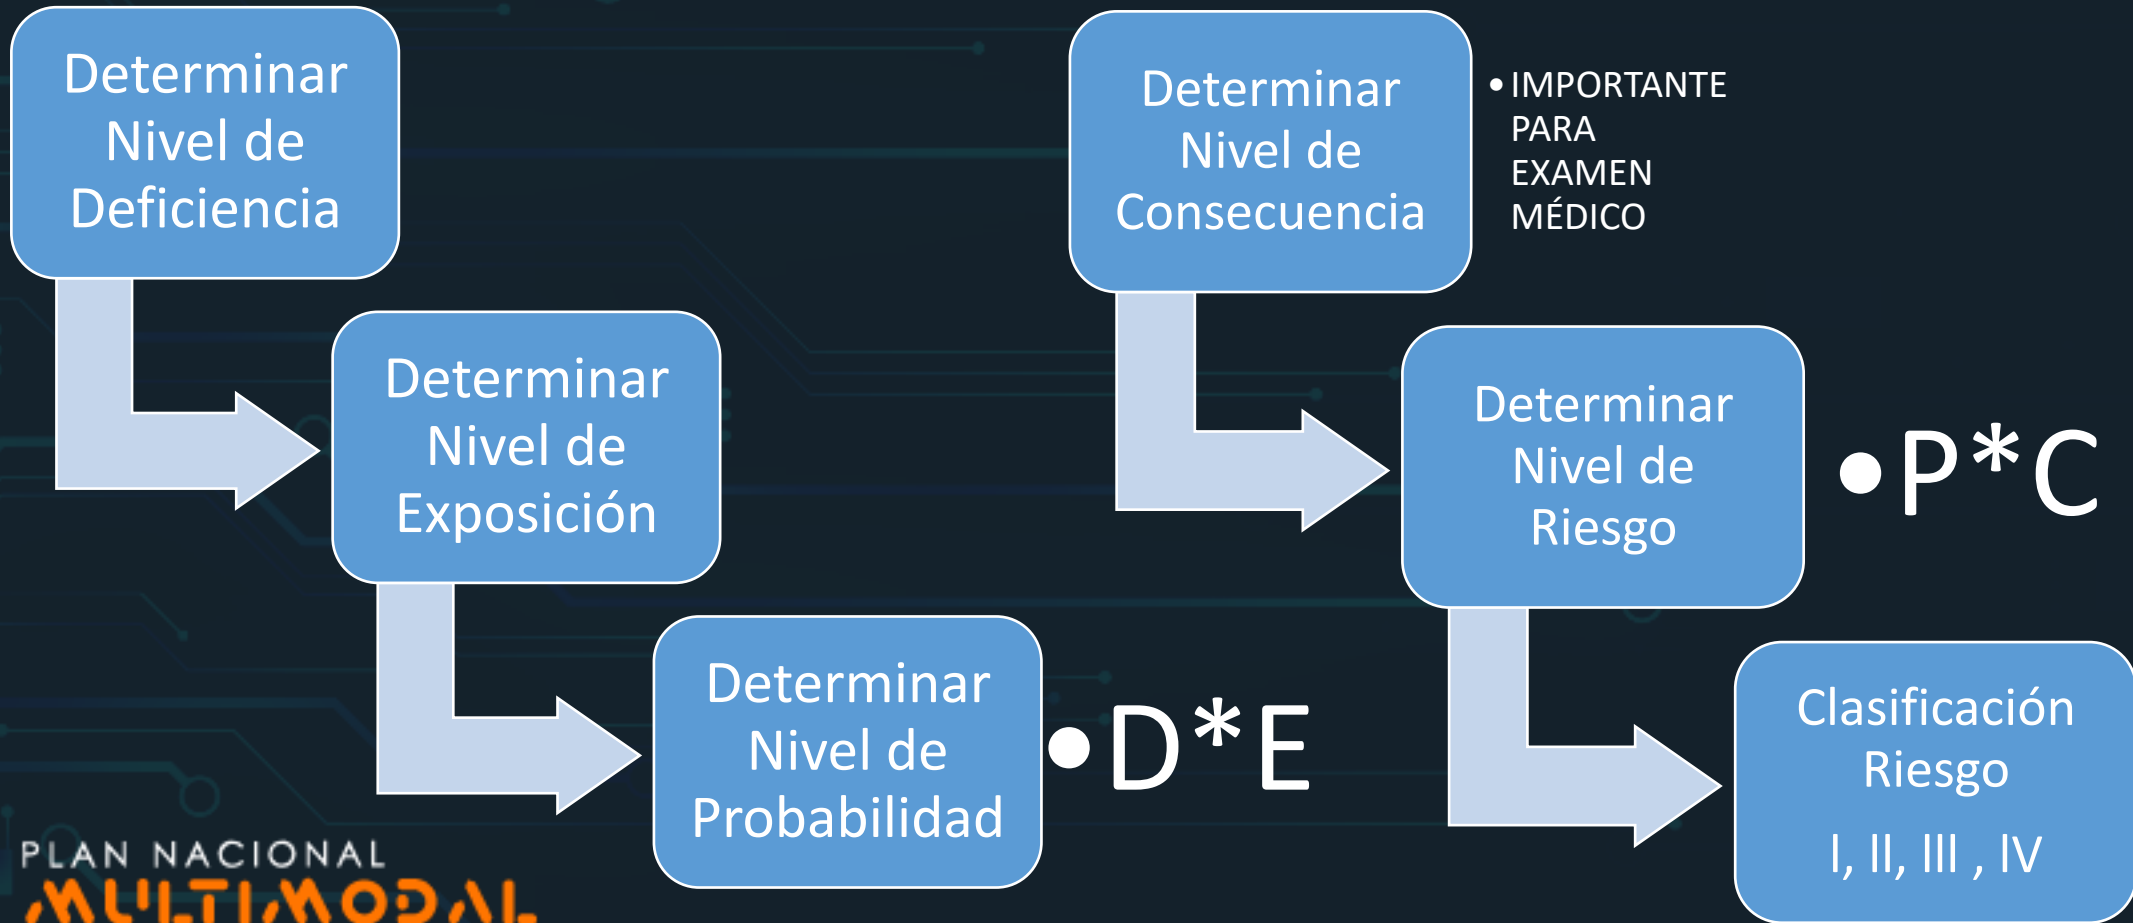 Determinar
Nivel de
Deficiencia
Determinar
Nivel de
Exposición
Determinar
Nivel de
Probabilidad
•D*E
Determinar
Nivel de
Consecuencia
•IMPORTANTE
PARA
EXAMEN
MÉDICO
Determinar
Nivel de
Riesgo
•P*C
Clasificación
Riesgo
I, II, III , IV
PLAN NACIONAL
MULTIMODAL